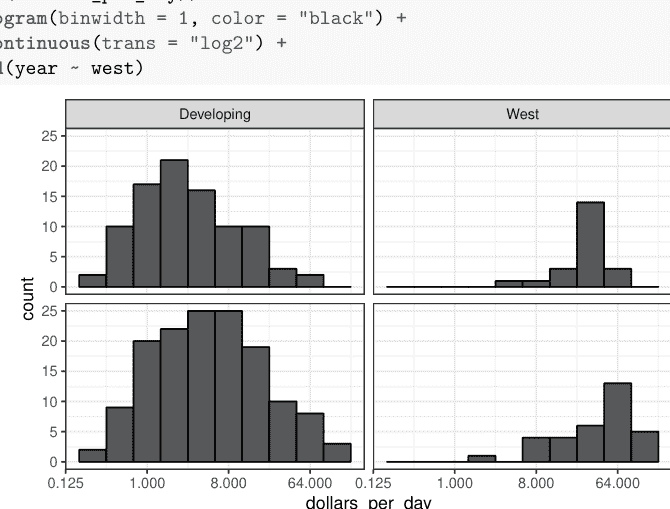 ogram(binwidth = 1, color = "black") +
ontinuous(trans = "log2") +
(year ~ west)
Developing West
25
20
15
10
5
0
25
20
15
10
5
0
count
0.125 1.000 8.000 64.000 0.125 1.000 8.000 64.000
dollars_per_day